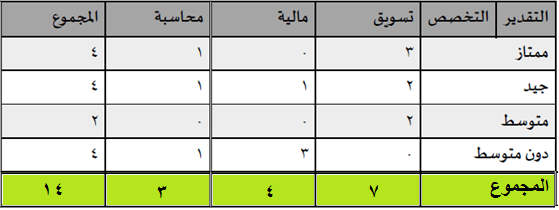 التقدير التخصص تسويق مالية محاسبة المجموع
ممتاز ٣ ٠ ١ ٤
جيد ٢ ١ ١ ٤
متوسط ٢ ٠ ٠ ٢
دون متوسط ٠ ٣ ١ ٤
المجموع ٧ ٤ ٣ ١٤